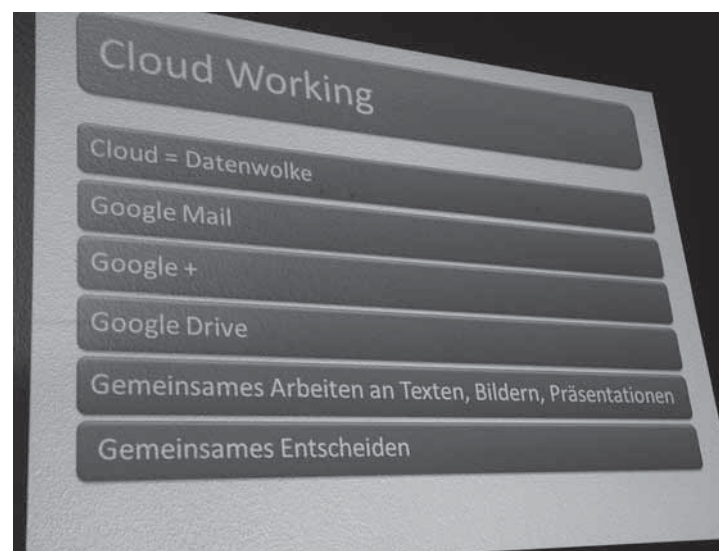 Cloud Working
Cloud = Datenwolke
Google Mail
Google +
Google Drive
Gemeinsames Arbeiten an Texten, Bildern, Präsentationen
Gemeinsames Entscheiden